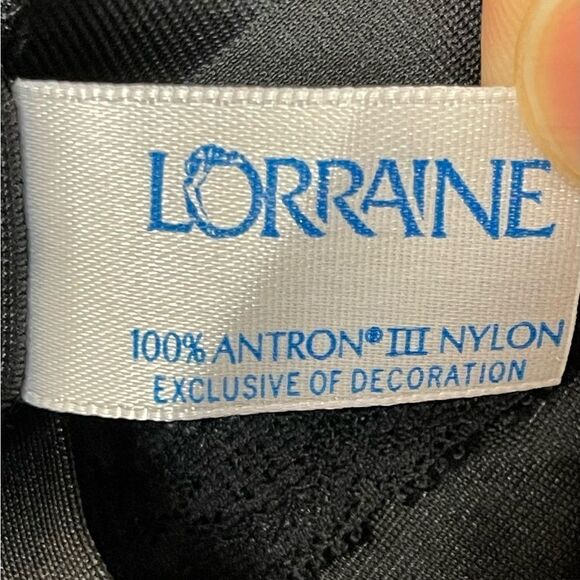 LORRAINE
100% ANTRON® III NYLON
EXCLUSIVE OF DECORATION